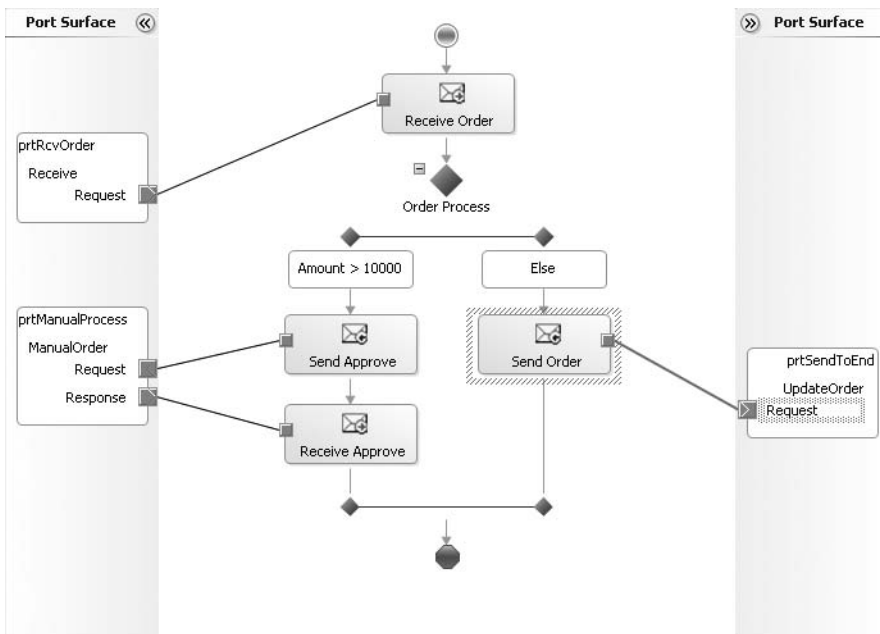 Port Surface
Port Surface
Receive Order
prtRcvOrder
Receive
Request
Order Process
Amount > 10000
Else
prtManualProcess
ManualOrder
Request
Response
Send Approve
Send Order
Receive Approve
prtSendToEnd
UpdateOrder
Request